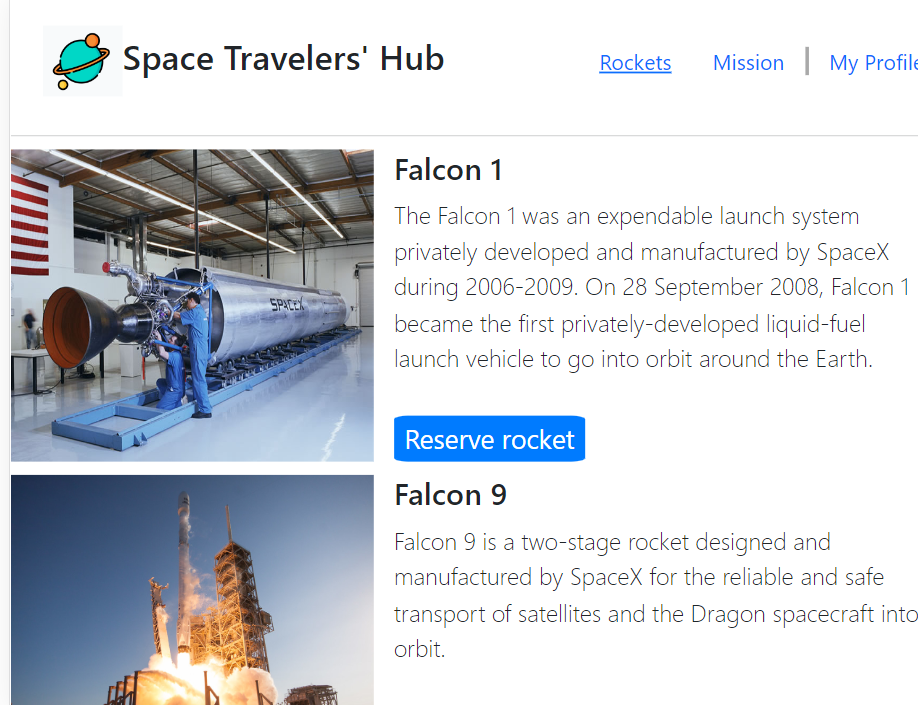 Space Travelers' Hub
Rockets Mission My Profile
SPACEX
Falcon 1
The Falcon 1 was an expendable launch system
privately developed and manufactured by SpaceX
during 2006-2009. On 28 September 2008, Falcon 1
became the first privately-developed liquid-fuel
launch vehicle to go into orbit around the Earth.
Reserve rocket
Falcon 9
Falcon 9 is a two-stage rocket designed and
manufactured by SpaceX for the reliable and safe
transport of satellites and the Dragon spacecraft into
orbit.